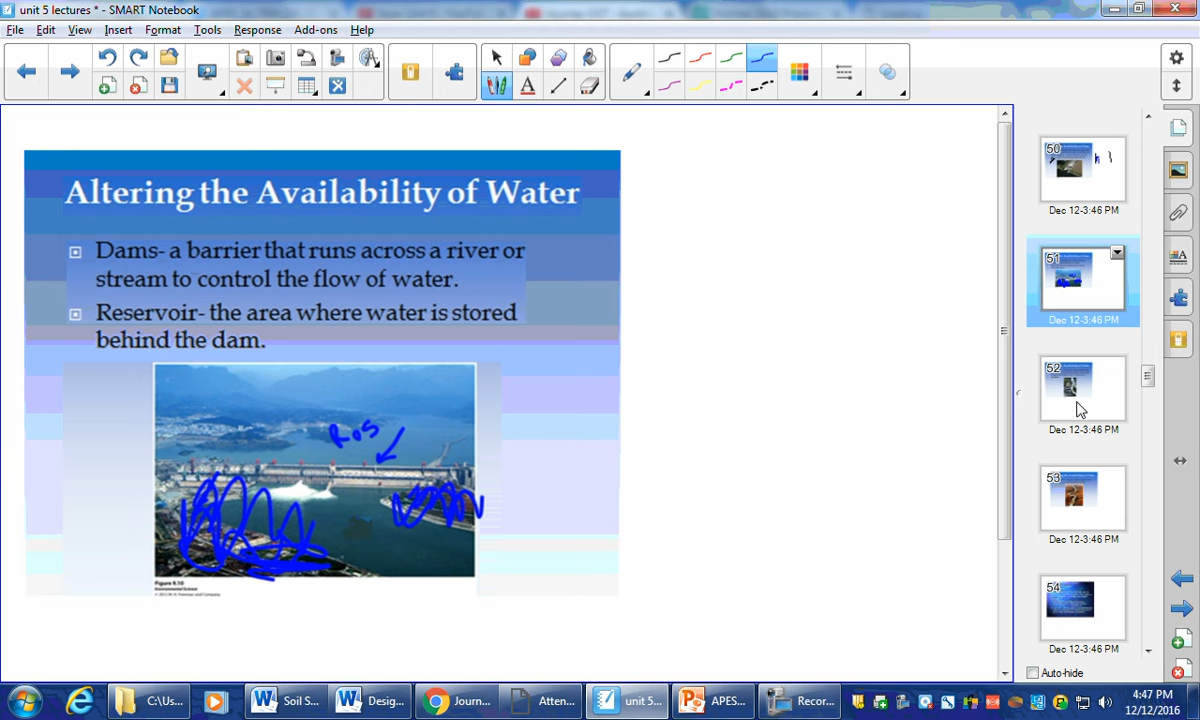 unit 5 lectures * - SMART Notebook
File Edit View Insert Format Tools Response Add-ons Help
Altering the Availability of Water
Dams- a barrier that runs across a river or
stream to control the flow of water.
Reservoir- the area where water is stored
behind the dam.
Ros
Figure 9.10
Environmental Science
50
Dec 12-3:46 PM
51
Dec 12-3:46 PM
52
Dec 12-3:46 PM
53
Dec 12-3:46 PM
54
Dec 12-3:46 PM
Auto-hide
C:\Us...
Soil S...
Desig...
Journ...
Atten...
unit 5...
APES...
Recor...
4:47 PM
12/12/2016